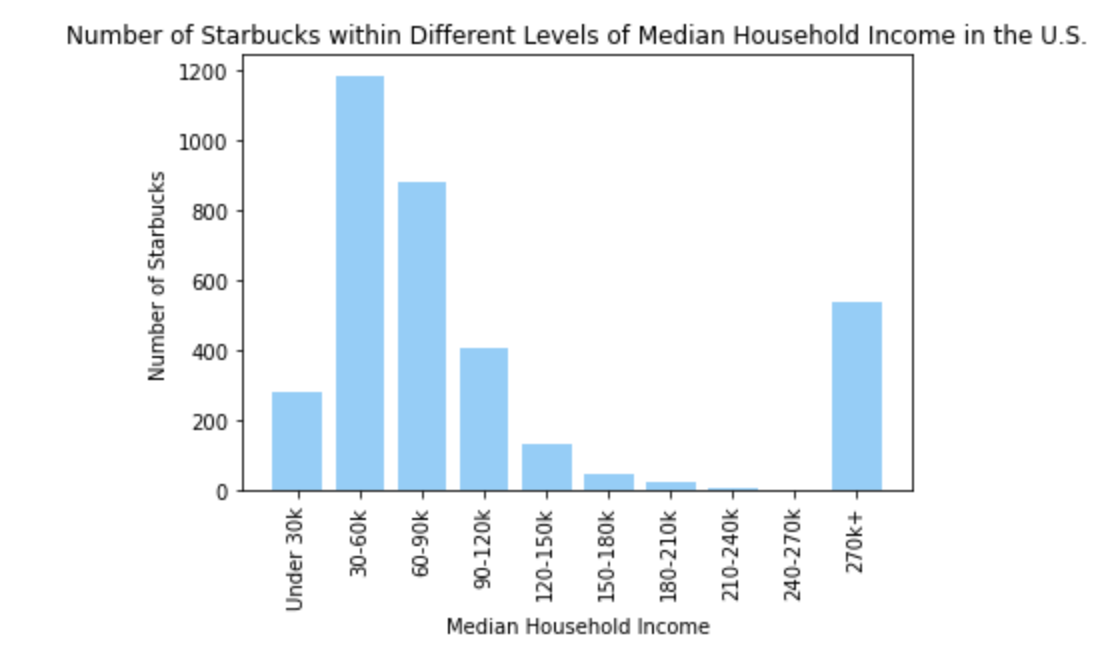 Number of Starbucks within Different Levels of Median Household Income in the U.S.
1200
1000
800
600
400
200
0
Number of Starbucks
Under 30k
30-60k
60-90k
90-120k
120-150k
150-180k
180-210k
210-240k
240-270k
270k+
Median Household Income